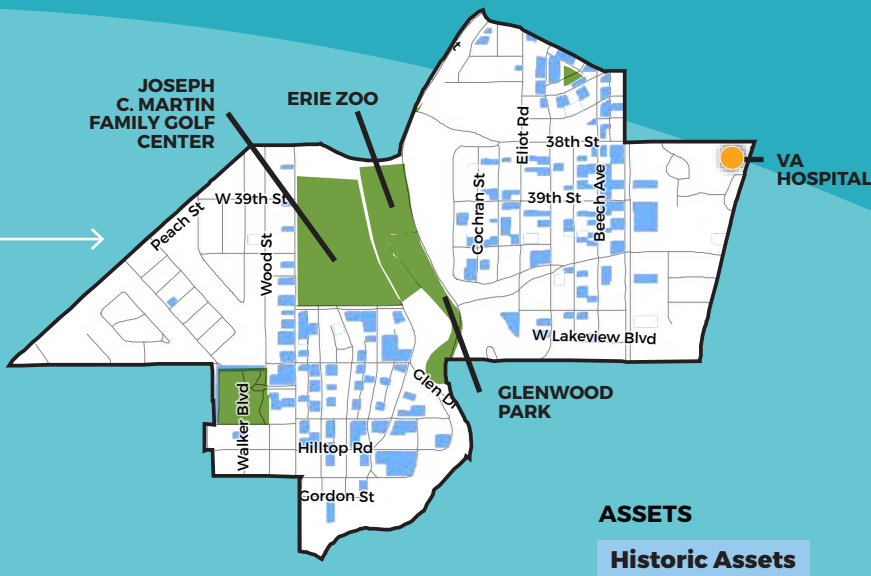 JOSEPH
C. MARTIN
FAMILY GOLF
CENTER
ERIE ZOO
VA
HOSPITAL
Eliot Rd
38th St
39th St
Beech Ave
Cochran St
W 39th St
Peach St
Wood St
W Lakeview Blvd
Glen Dr
GLENWOOD
PARK
Walker Blvd
Hilltop Rd
Gordon St
ASSETS
Historic Assets